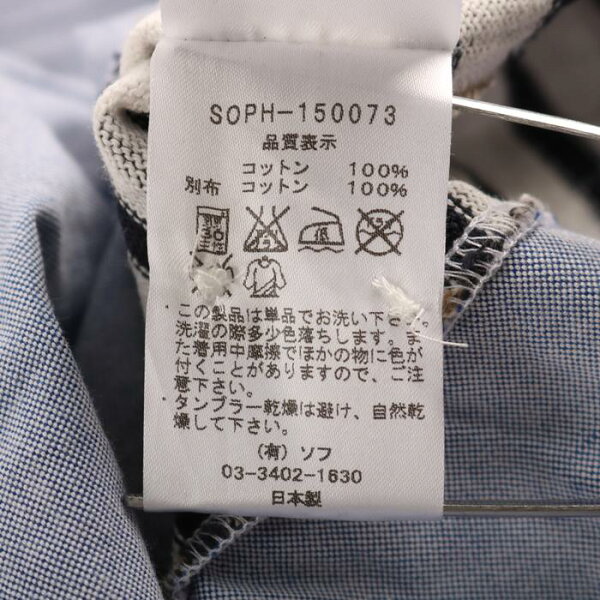 SOPH-150073
品質表示
コットン 100%
別布 コットン 100%
低
・この製品は単品でお洗い下さい。
洗濯の際多少色落ちします。ま
た着用中摩擦でほかの物に色が
付くことがありますので、ご注
意下さい。
・タンブラー乾燥は避け、自然乾
燥して下さい。
(有) ソフ
03-3402-1630
日本製